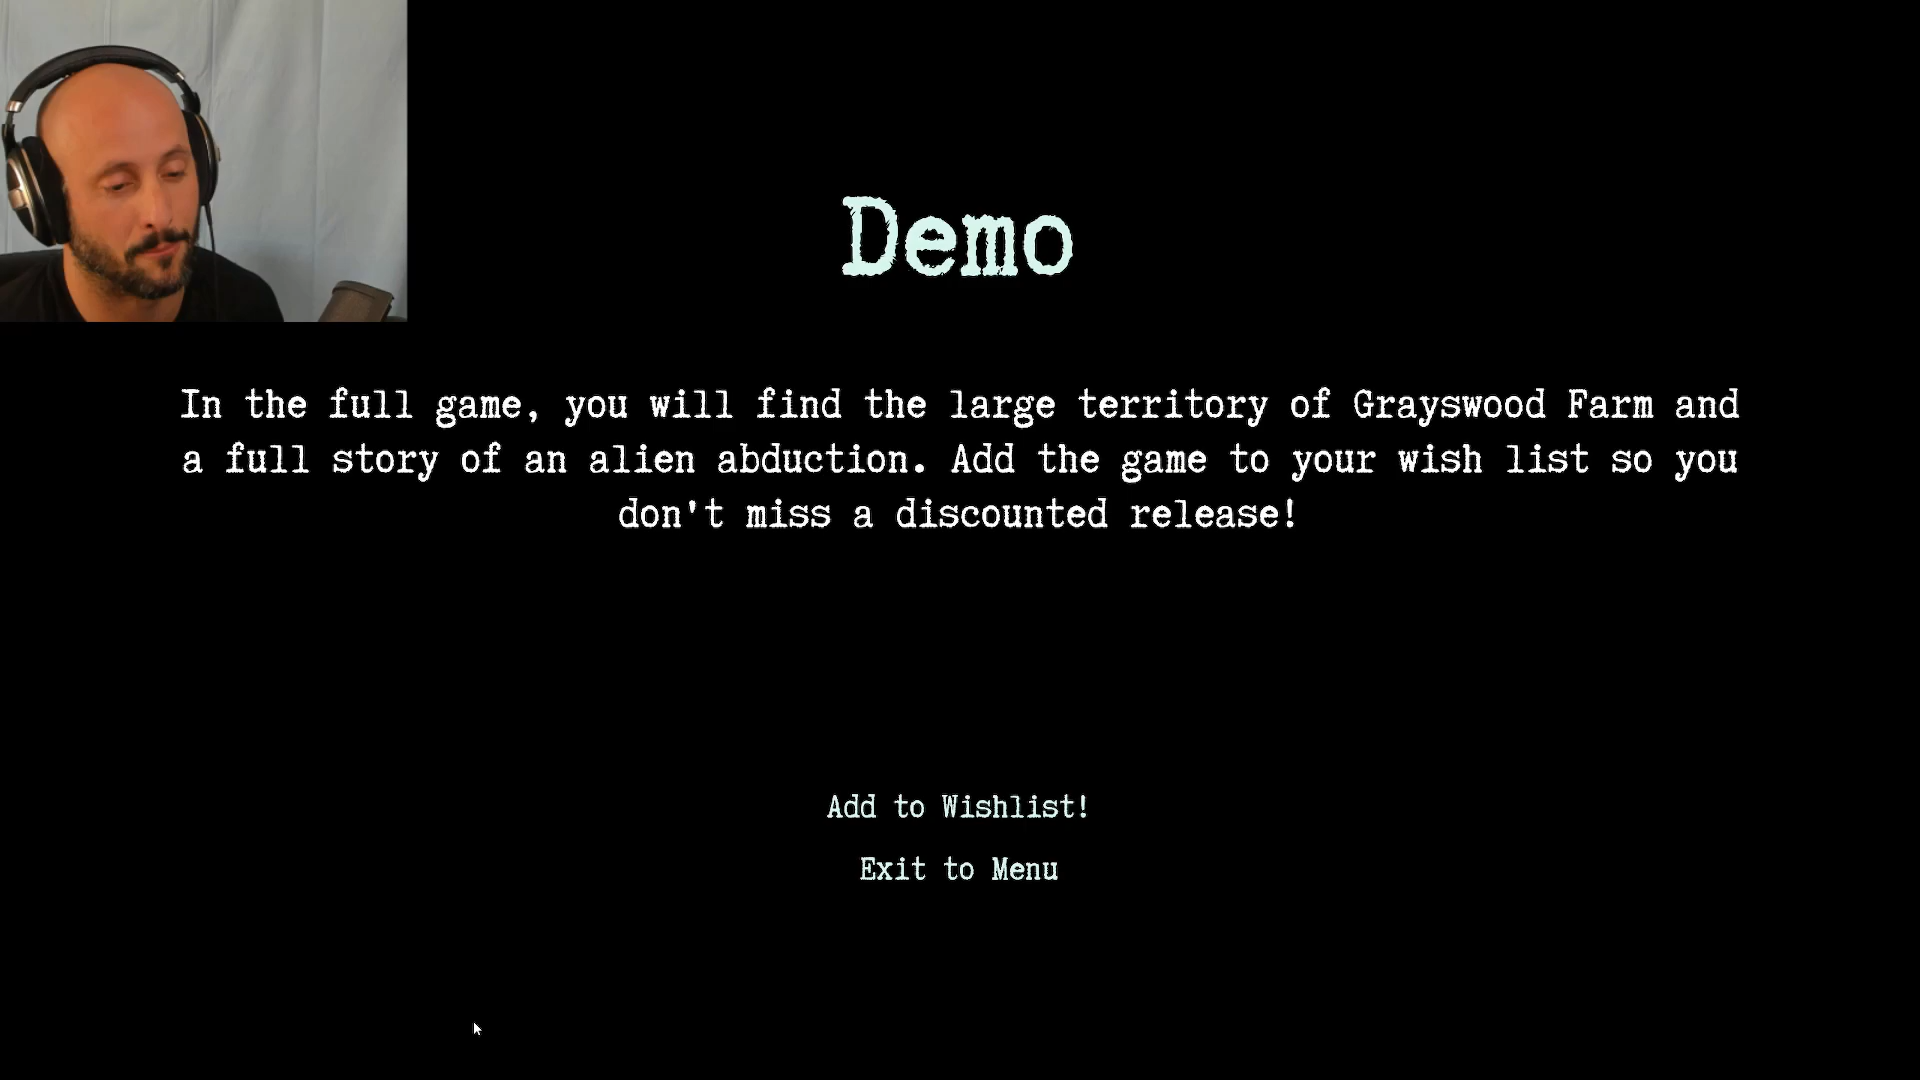 Demo
In the full game, you will find the large territory of Grayswood Farm and
a full story of an alien abduction. Add the game to your wish list so you
don't miss a discounted release!
Add to Wishlist!
Exit to Menu